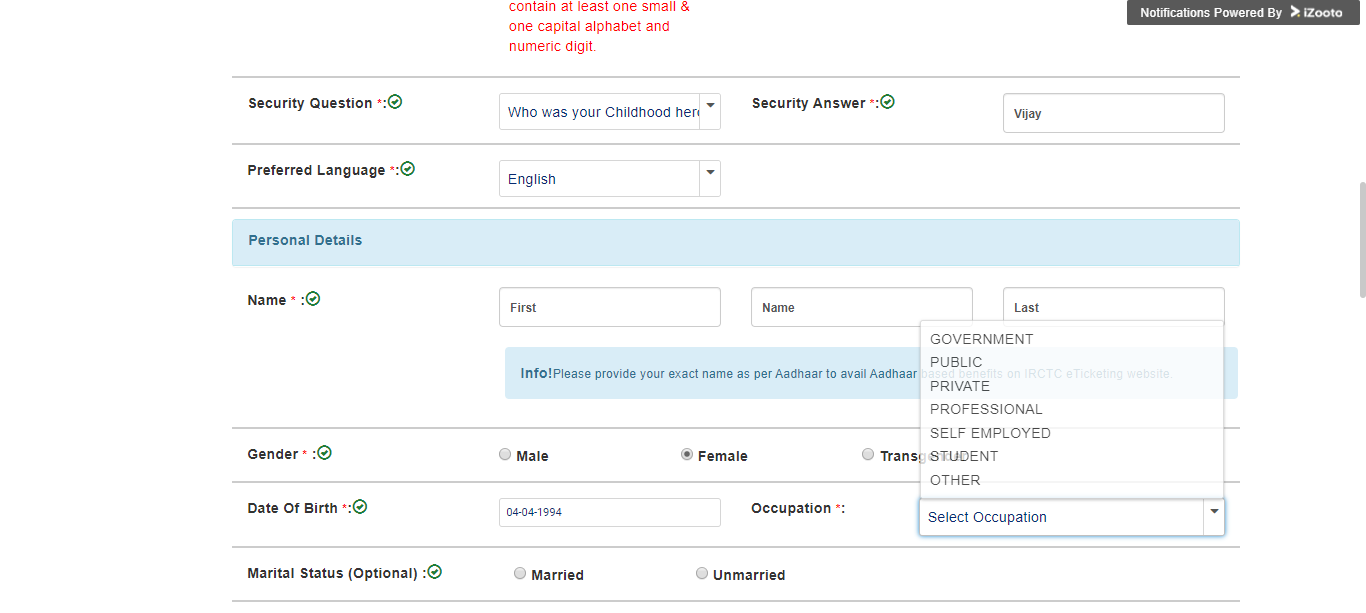 contain at least one small &
one capital alphabet and
numeric digit.
Notifications Powered By iZooto
Security Question *:
Who was your Childhood her
Security Answer *:
Vijay
Preferred Language *:
English
Personal Details
Name * :
First
Name
Last
Info!Please provide your exact name as per Aadhaar to avail Aadhaar based benefits on IRCTC eTicketing website.
GOVERNMENT
PUBLIC
PRIVATE
PROFESSIONAL
SELF EMPLOYED
STUDENT
OTHER
Gender * :
Male
Female
Date Of Birth *:
04-04-1994
Occupation *:
Select Occupation
Marital Status (Optional) :
Married
Unmarried